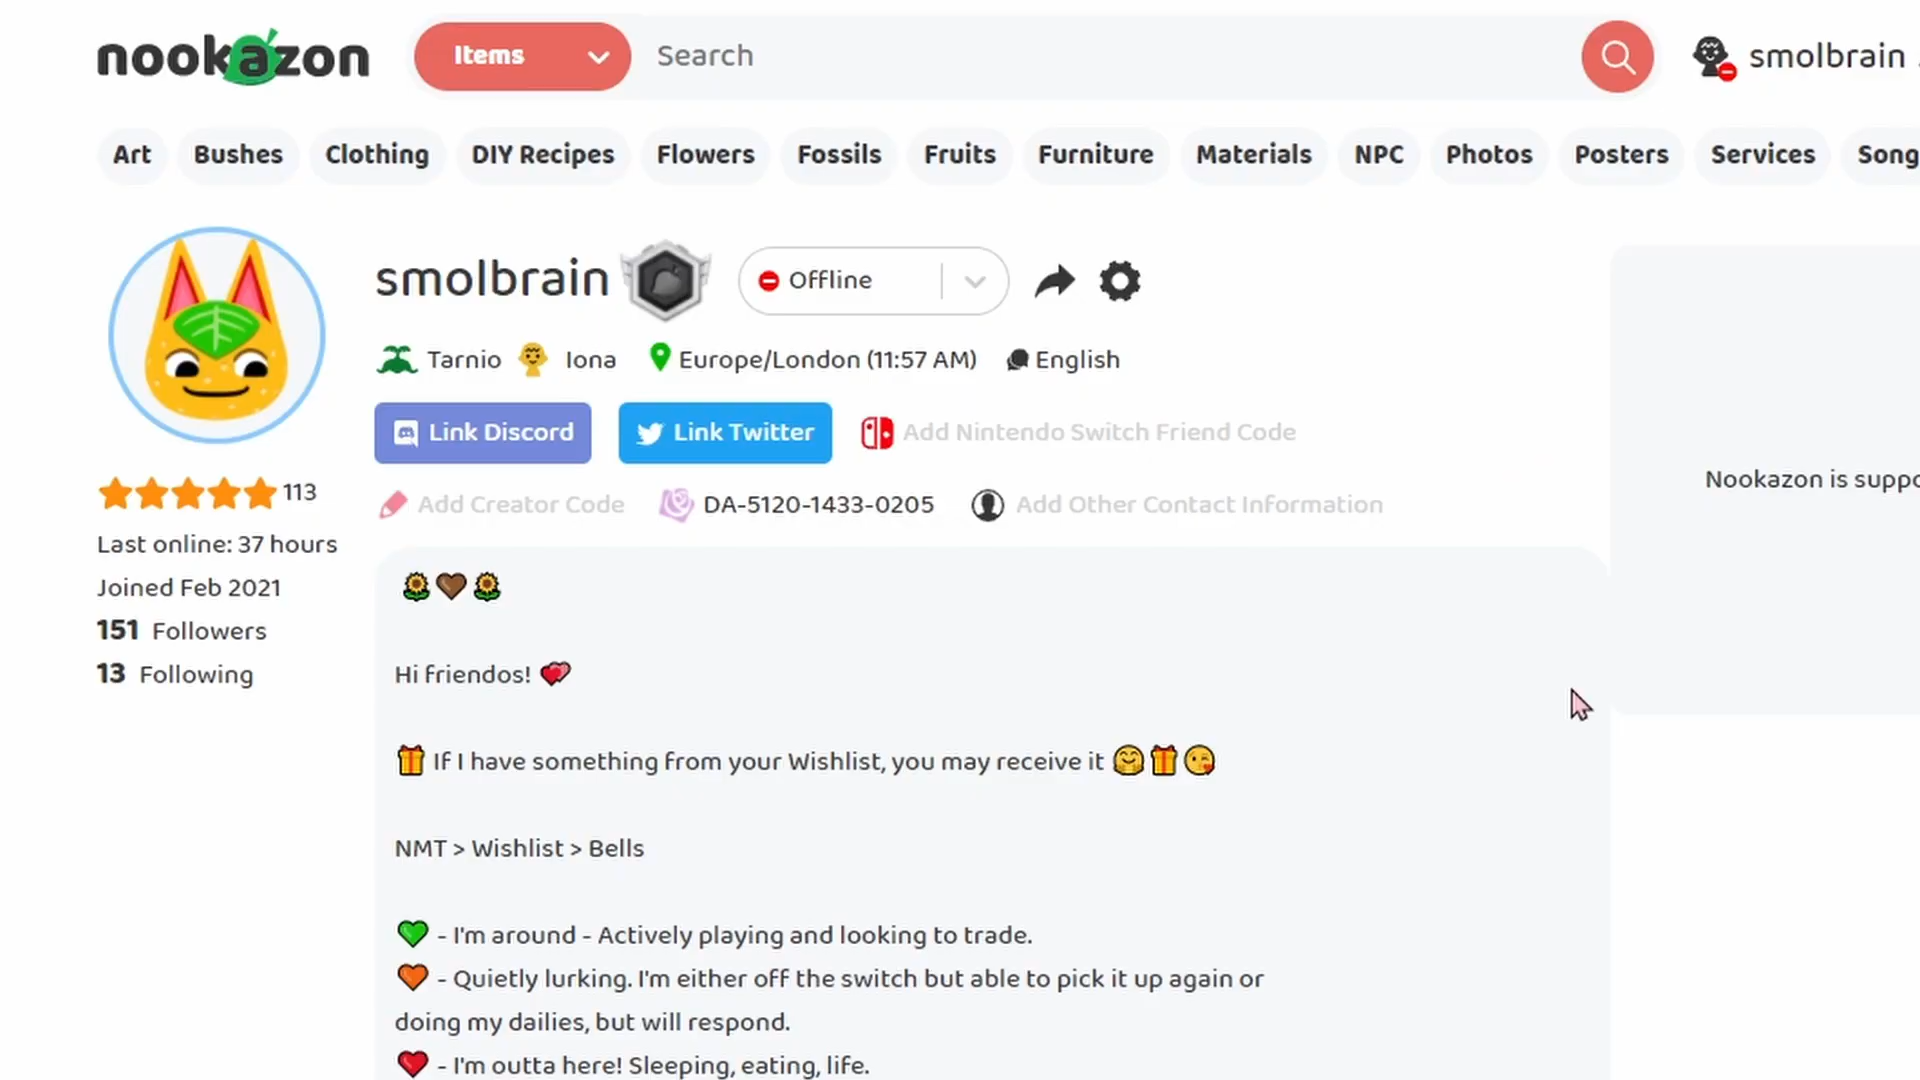 nookazon
Items
Search
smolbrain
Art Bushes Clothing DIY Recipes Flowers Fossils Fruits Furniture Materials NPC Photos Posters Services Song
smolbrain
Offline
Tarnio Iona Europe/London (11:57 AM) English
Link Discord Link Twitter Add Nintendo Switch Friend Code
113
Add Creator Code DA-5120-1433-0205 Add Other Contact Information
Nookazon is suppo
Last online: 37 hours
Joined Feb 2021
151 Followers
13 Following
Hi friendos!
If I have something from your Wishlist, you may receive it
NMT > Wishlist > Bells
- I'm around - Actively playing and looking to trade.
- Quietly lurking. I'm either off the switch but able to pick it up again or
doing my dailies, but will respond.
- I'm outta here! Sleeping, eating, life.